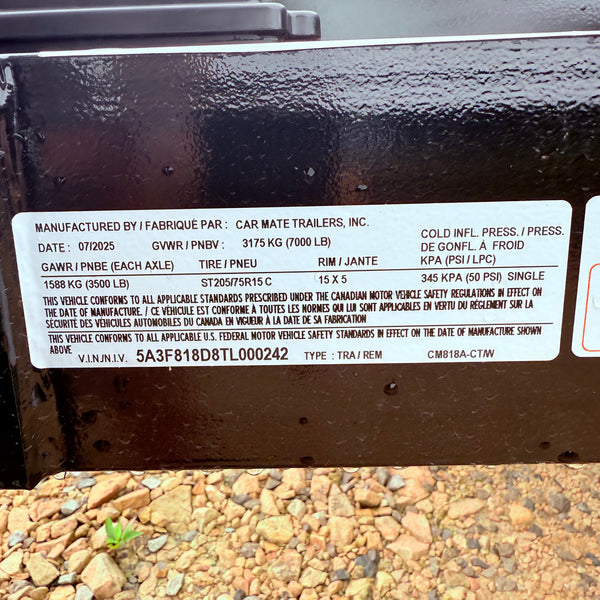 MANUFACTURED BY / FABRIQUÉ PAR : CAR MATE TRAILERS, INC.
DATE : 07/2025 GVWR / PNBV : 3175 KG (7000 LB)
COLD INFL. PRESS./ PRESS. DE GONFL. À FROID
GAWR / PNBE (EACH AXLE) TIRE / PNEU RIM / JANTE KPA (PSI / LPC)
1588 KG (3500 LB) ST205/75R15 C 15 X 5 345 KPA (50 PSI) SINGLE
THIS VEHICLE CONFORMS TO ALL APPLICABLE STANDARDS PRESCRIBED UNDER THE CANADIAN MOTOR VEHICLE SAFETY REGULATIONS IN EFFECT ON
THE DATE OF MANUFACTURE. / CE VÉHICULE EST CONFORME À TOUTES LES NORMES QUI LUI SONT APPLICABLES EN VERTU DU RÈGLEMENT SUR LA
SÉCURITÉ DES VÉHICULES AUTOMOBILES DU CANADA EN VIGUEUR À LA DATE DE SA FABRICATION
THIS VEHICLE CONFORMS TO ALL APPLICABLE U.S. FEDERAL MOTOR VEHICLE SAFETY STANDARDS IN EFFECT ON THE DATE OF MANUFACTURE SHOWN
ABOVE
V.I.N./N.I.V. 5A3F818D8TL000242 TYPE : TRA / REM CM818A-CT/W